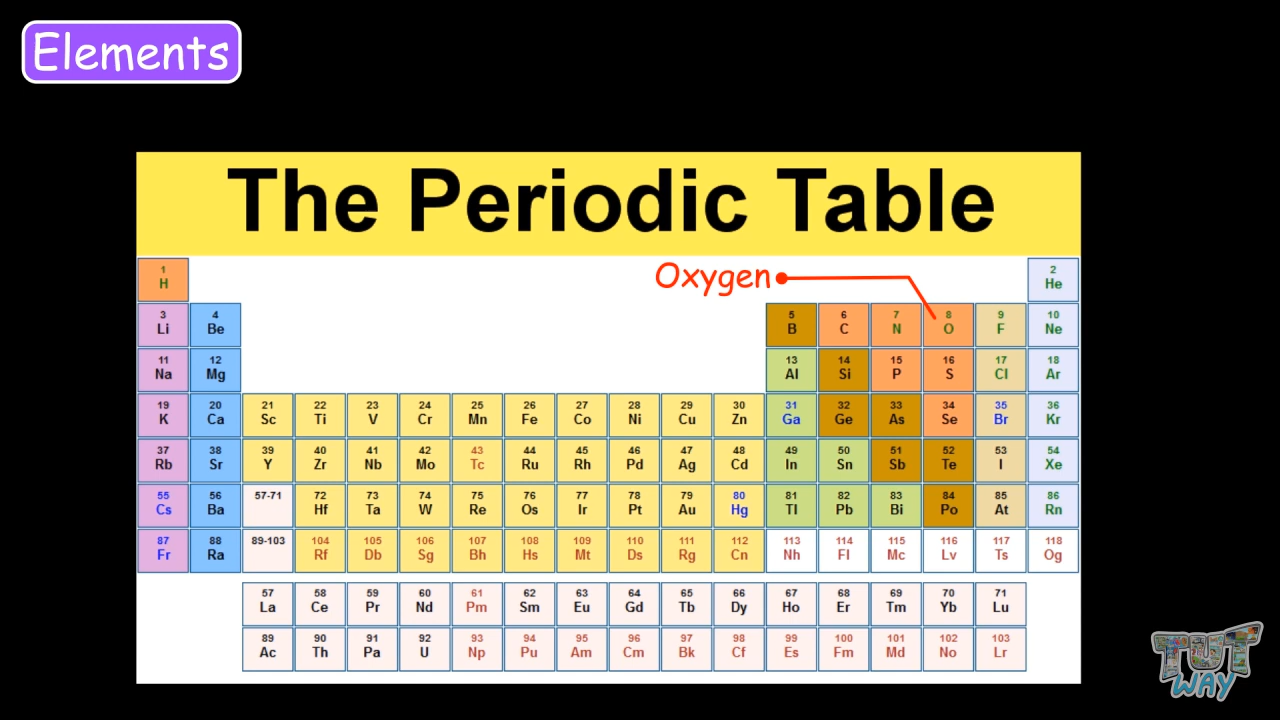 Elements
The Periodic Table
Oxygen
1 2
H He
3 4 5 6 7 8 9 10
Li Be B C N O F Ne
11 12 13 14 15 16 17 18
Na Mg Al Si P S Cl Ar
19 20 21 22 23 24 25 26 27 28 29 30 31 32 33 34 35 36
K Ca Sc Ti V Cr Mn Fe Co Ni Cu Zn Ga Ge As Se Br Kr
37 38 39 40 41 42 43 44 45 46 47 48 49 50 51 52 53 54
Rb Sr Y Zr Nb Mo Tc Ru Rh Pd Ag Cd In Sn Sb Te I Xe
55 56 57-71 72 73 74 75 76 77 78 79 80 81 82 83 84 85 86
Cs Ba Hf Ta W Re Os Ir Pt Au Hg Tl Pb Bi Po At Rn
87 88 89-103 104 105 106 107 108 109 110 111 112 113 114 115 116 117 118
Fr Ra Rf Db Sg Bh Hs Mt Ds Rg Cn Nh Fl Mc Lv Ts Og
57 58 59 60 61 62 63 64 65 66 67 68 69 70 71
La Ce Pr Nd Pm Sm Eu Gd Tb Dy Ho Er Tm Yb Lu
89 90 91 92 93 94 95 96 97 98 99 100 101 102 103
Ac Th Pa U Np Pu Am Cm Bk Cf Es Fm Md No Lr
TUT
WAY